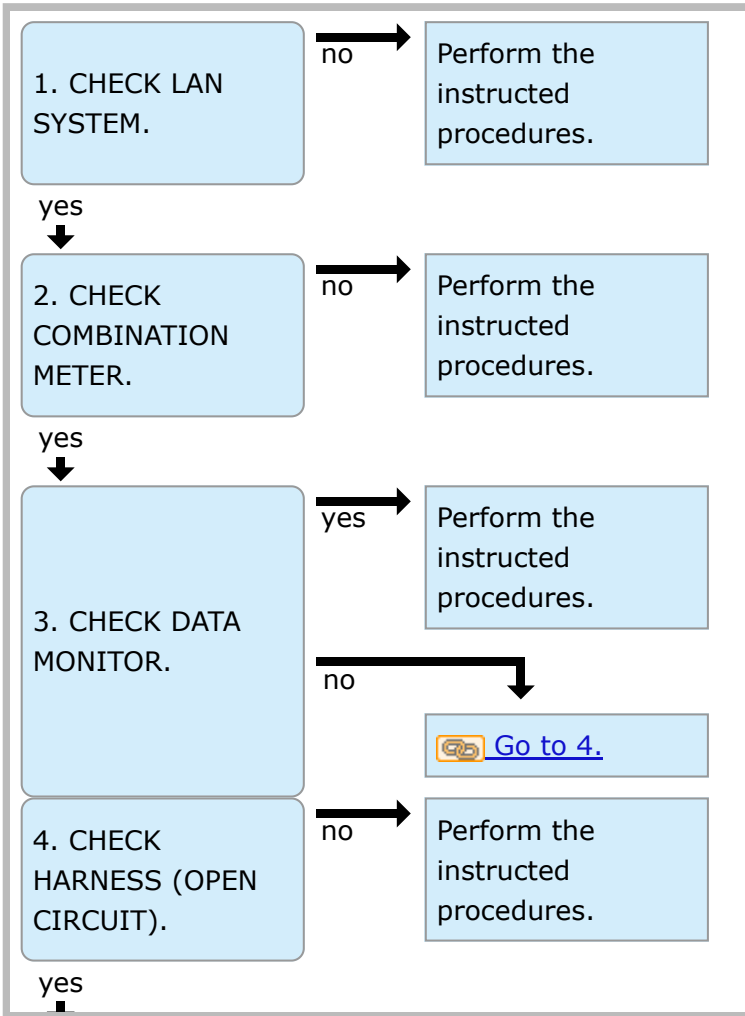 1. CHECK LAN
SYSTEM.
no
Perform the
instructed
procedures.
yes
2. CHECK
COMBINATION
METER.
no
Perform the
instructed
procedures.
yes
3. CHECK DATA
MONITOR.
yes
Perform the
instructed
procedures.
no
Go to 4.
4. CHECK
HARNESS (OPEN
CIRCUIT).
no
Perform the
instructed
procedures.
yes